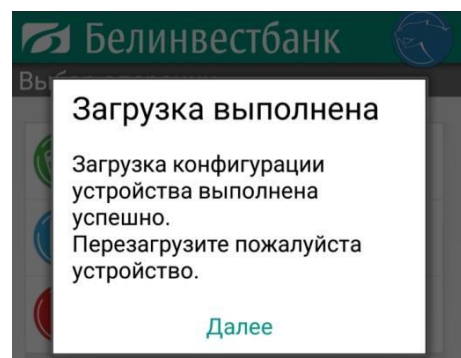 Белинвестбанк
Загрузка выполнена
Загрузка конфигурации
устройства выполнена
успешно.
Перезагрузите пожалуйста
устройство.
Далее